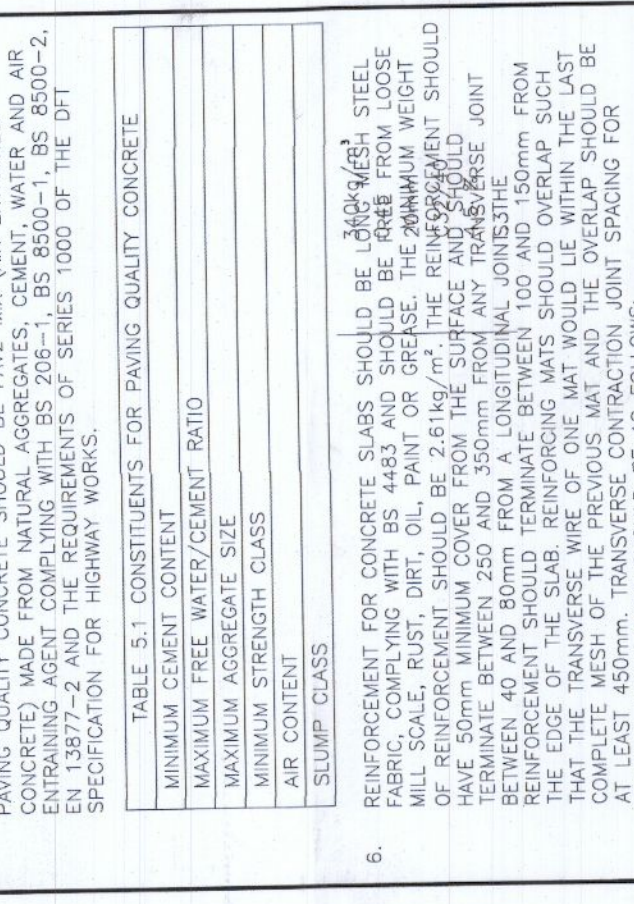 PAVING QUALITY CONCRETE SHOULD BE
CONCRETE) MADE FROM NATURAL AGGREGATES, CEMENT, WATER AND AIR
ENTRAINING AGENT COMPLYING WITH BS 206-1, BS 8500-1, BS 8500-2,
EN 13877-2 AND THE REQUIREMENTS OF SERIES 1000 OF THE DFT
SPECIFICATION FOR HIGHWAY WORKS.
TABLE 5.1 CONSTITUENTS FOR PAVING QUALITY CONCRETE
MINIMUM CEMENT CONTENT
MAXIMUM FREE WATER/CEMENT RATIO
MAXIMUM AGGREGATE SIZE
MINIMUM STRENGTH CLASS
AIR CONTENT
SLUMP CLASS
340kg/m³
0.45
20mm
C32/40
S3
6. REINFORCEMENT FOR CONCRETE SLABS SHOULD BE LONG MESH STEEL
FABRIC, COMPLYING WITH BS 4483 AND SHOULD BE FREE FROM LOOSE
MILL SCALE, RUST, DIRT, OIL, PAINT OR GREASE. THE MINIMUM WEIGHT
OF REINFORCEMENT SHOULD BE 2.61kg/m². THE REINFORCEMENT SHOULD
HAVE 50mm MINIMUM COVER FROM THE SURFACE AND SHOULD
TERMINATE BETWEEN 250 AND 350mm FROM ANY TRANSVERSE JOINT
BETWEEN 40 AND 80mm FROM A LONGITUDINAL JOINT. THE
REINFORCEMENT SHOULD TERMINATE BETWEEN 100 AND 150mm FROM
THE EDGE OF THE SLAB. REINFORCING MATS SHOULD OVERLAP SUCH
THAT THE TRANSVERSE WIRE OF ONE MAT WOULD LIE WITHIN THE LAST
COMPLETE MESH OF THE PREVIOUS MAT AND THE OVERLAP SHOULD BE
AT LEAST 450mm. TRANSVERSE CONTRACTION JOINT SPACING FOR